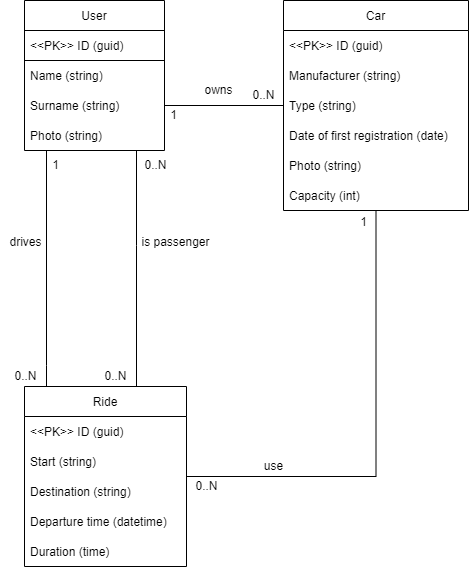 User
<<PK>> ID (guid)
Name (string)
Surname (string)
Photo (string)
owns
1
0..N
Car
<<PK>> ID (guid)
Manufacturer (string)
Type (string)
Date of first registration (date)
Photo (string)
Capacity (int)
1
0..N
1
drives
is passenger
0..N
0..N
Ride
<<PK>> ID (guid)
Start (string)
Destination (string)
Departure time (datetime)
Duration (time)
use
0..N